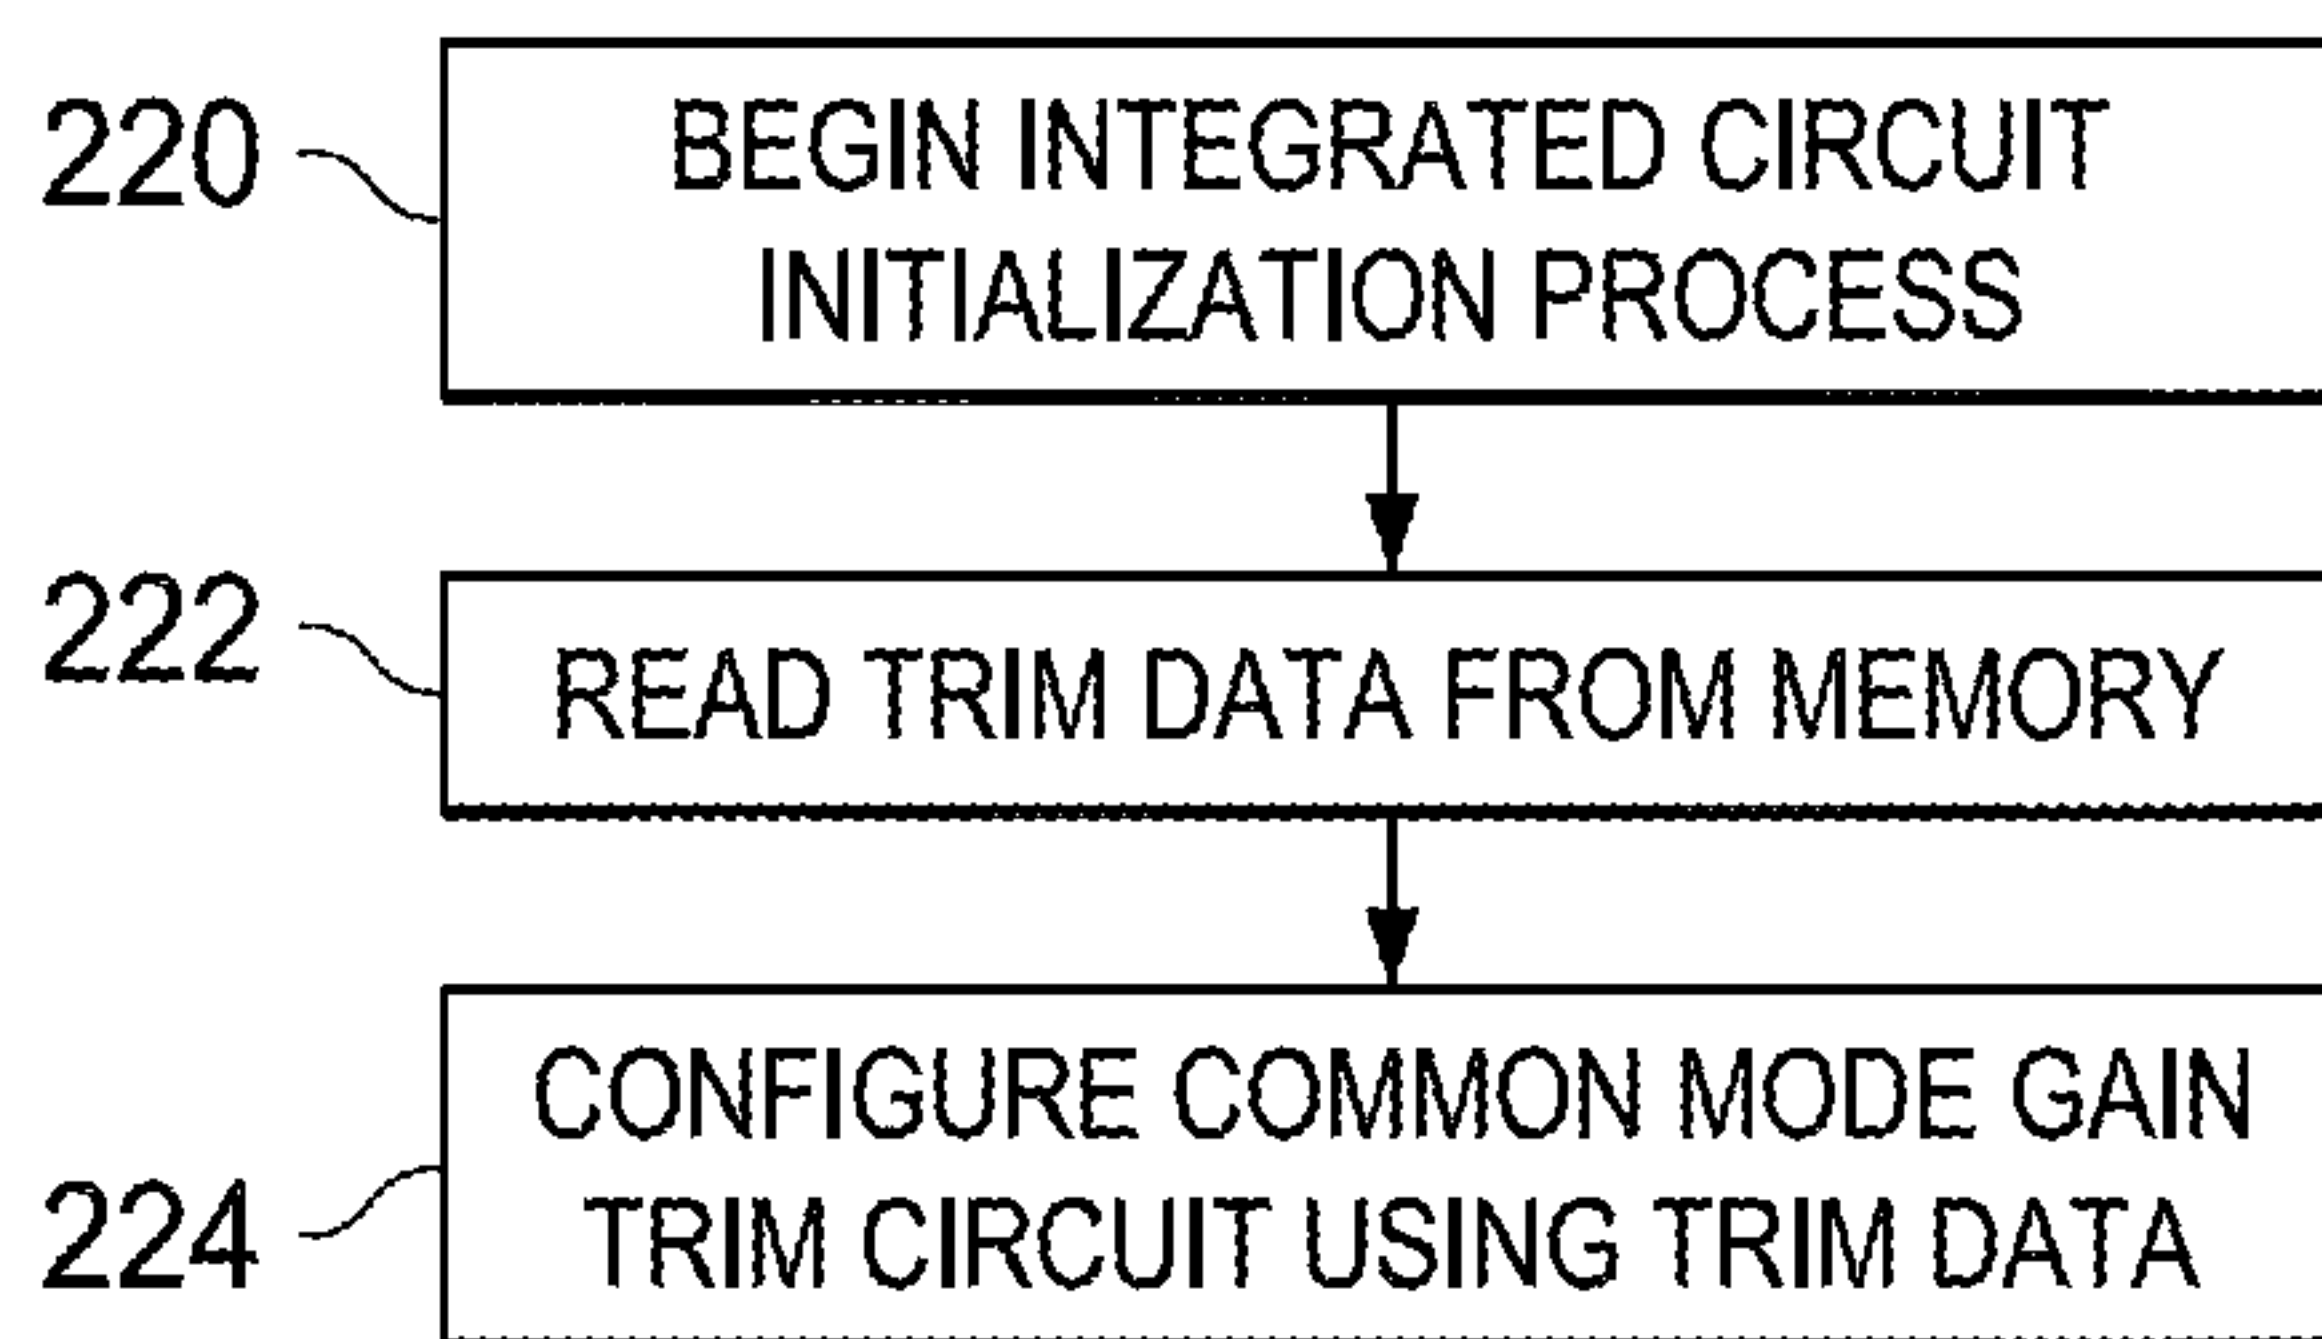 220
BEGIN INTEGRATED CIRCUIT
INITIALIZATION PROCESS
222
READ TRIM DATA FROM MEMORY
CONFIGURE COMMON MODE GAIN
224
TRIM CIRCUIT USING TRIM DATA